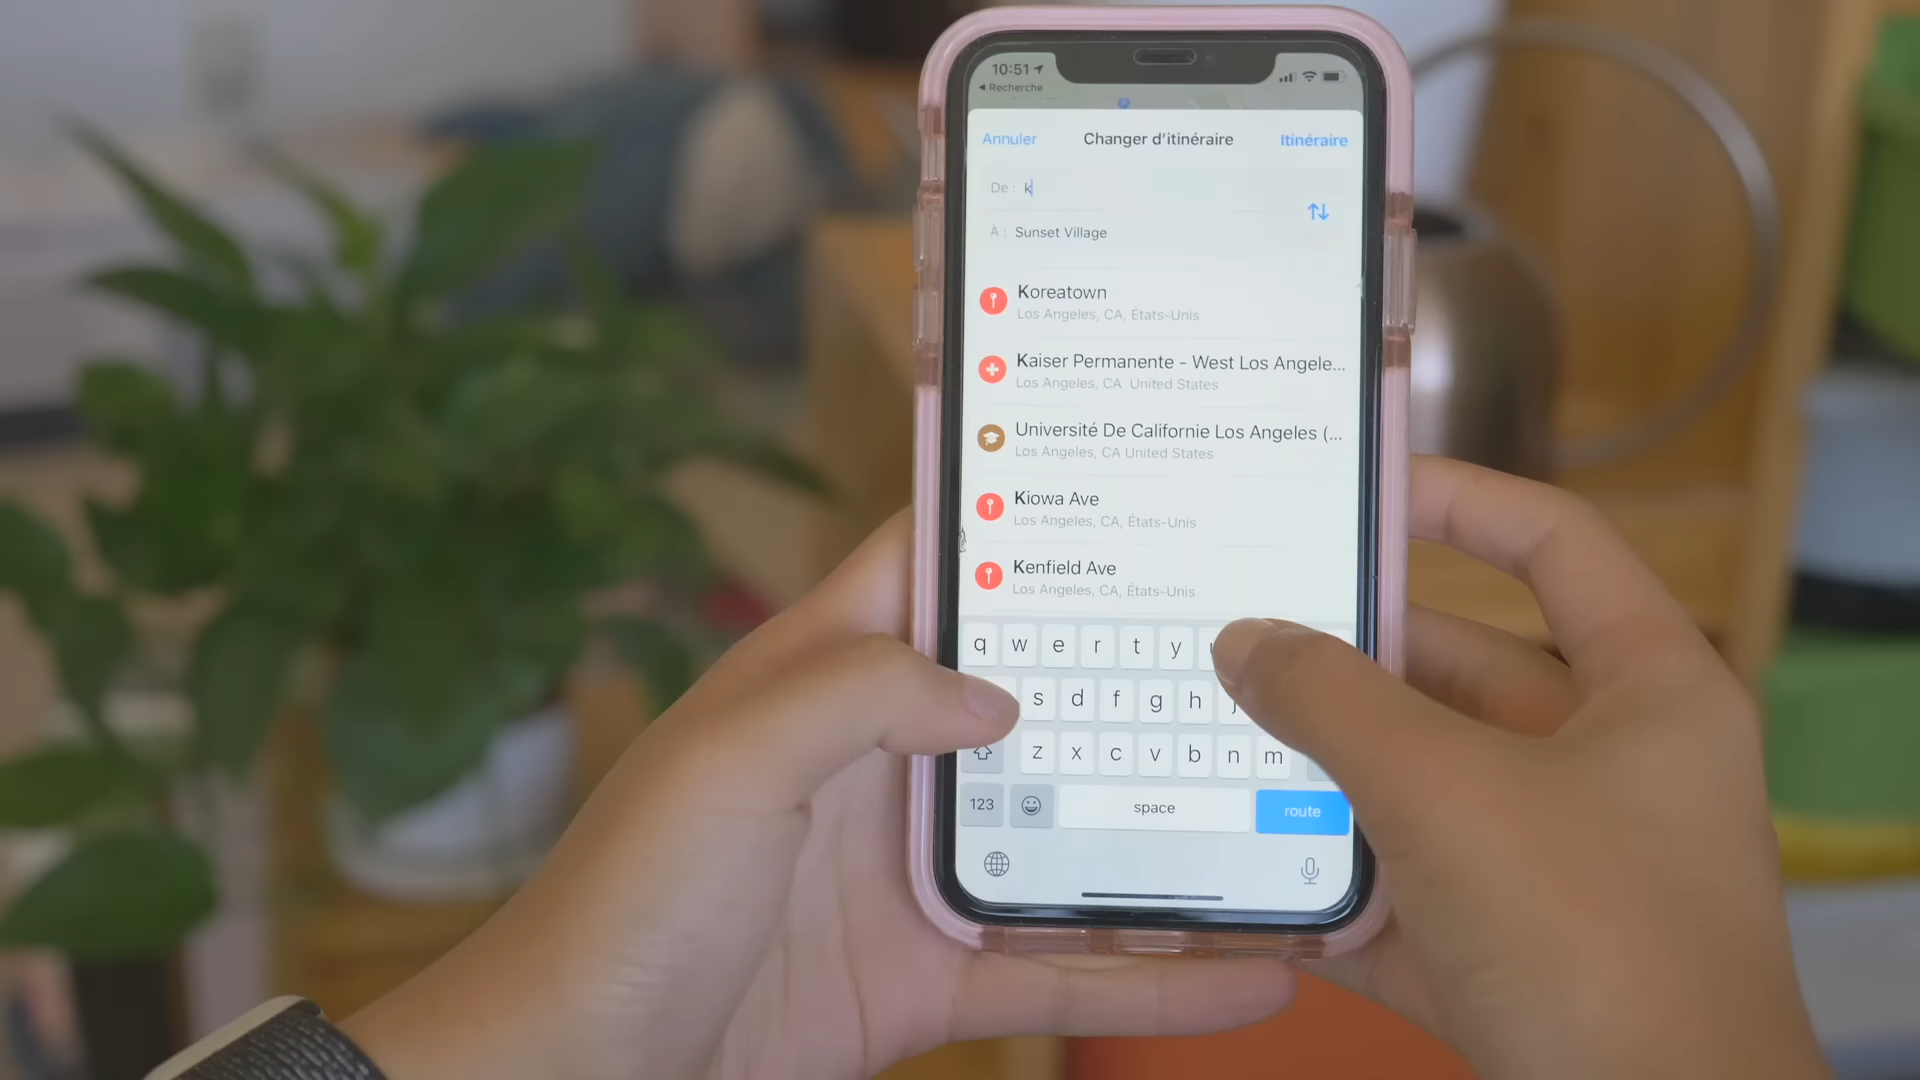 10:51
Recherche
Annuler Changer d'itinéraire Itinéraire
De : k
À : Sunset Village
Koreatown
Los Angeles, CA, États-Unis
Kaiser Permanente - West Los Angele...
Los Angeles, CA United States
Université De Californie Los Angeles (...
Los Angeles, CA United States
Kiowa Ave
Los Angeles, CA, États-Unis
Kenfield Ave
Los Angeles, CA, États-Unis
q w e r t y
s d f g h j
z x c v b n m
123 space route